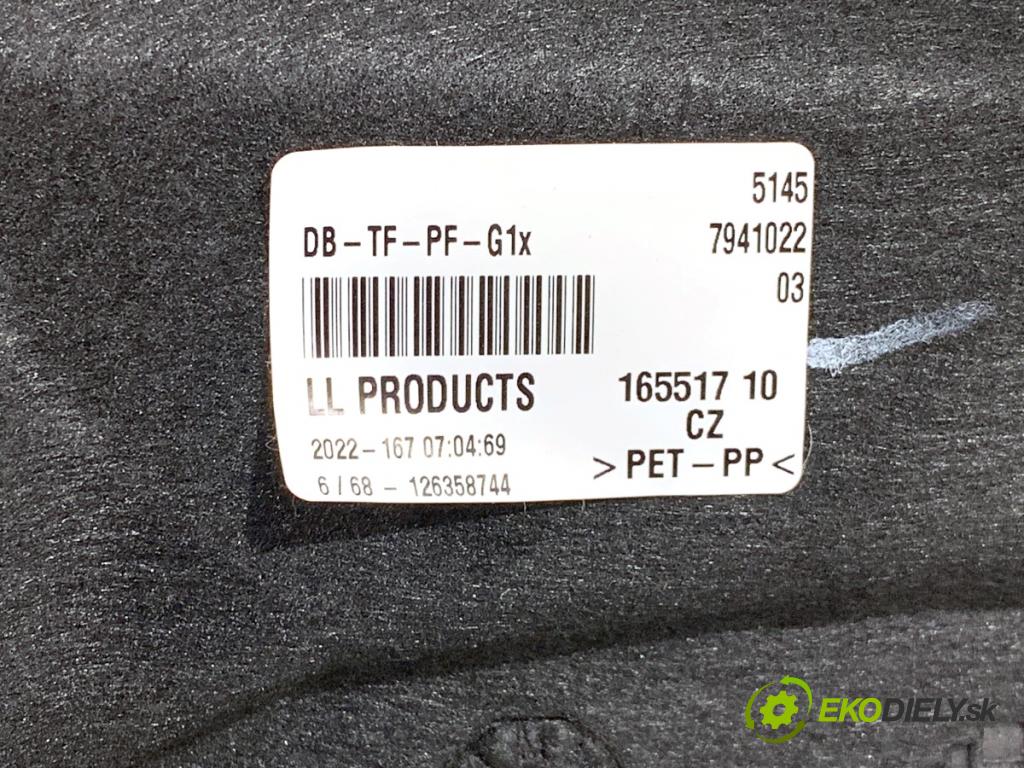 5145
DB-TF-PF-G1x 7941022
03
LL PRODUCTS 165517 10
CZ
2022-167 07:04:69
>PET-PP<
6/68-126358744
EKODIELY.sk